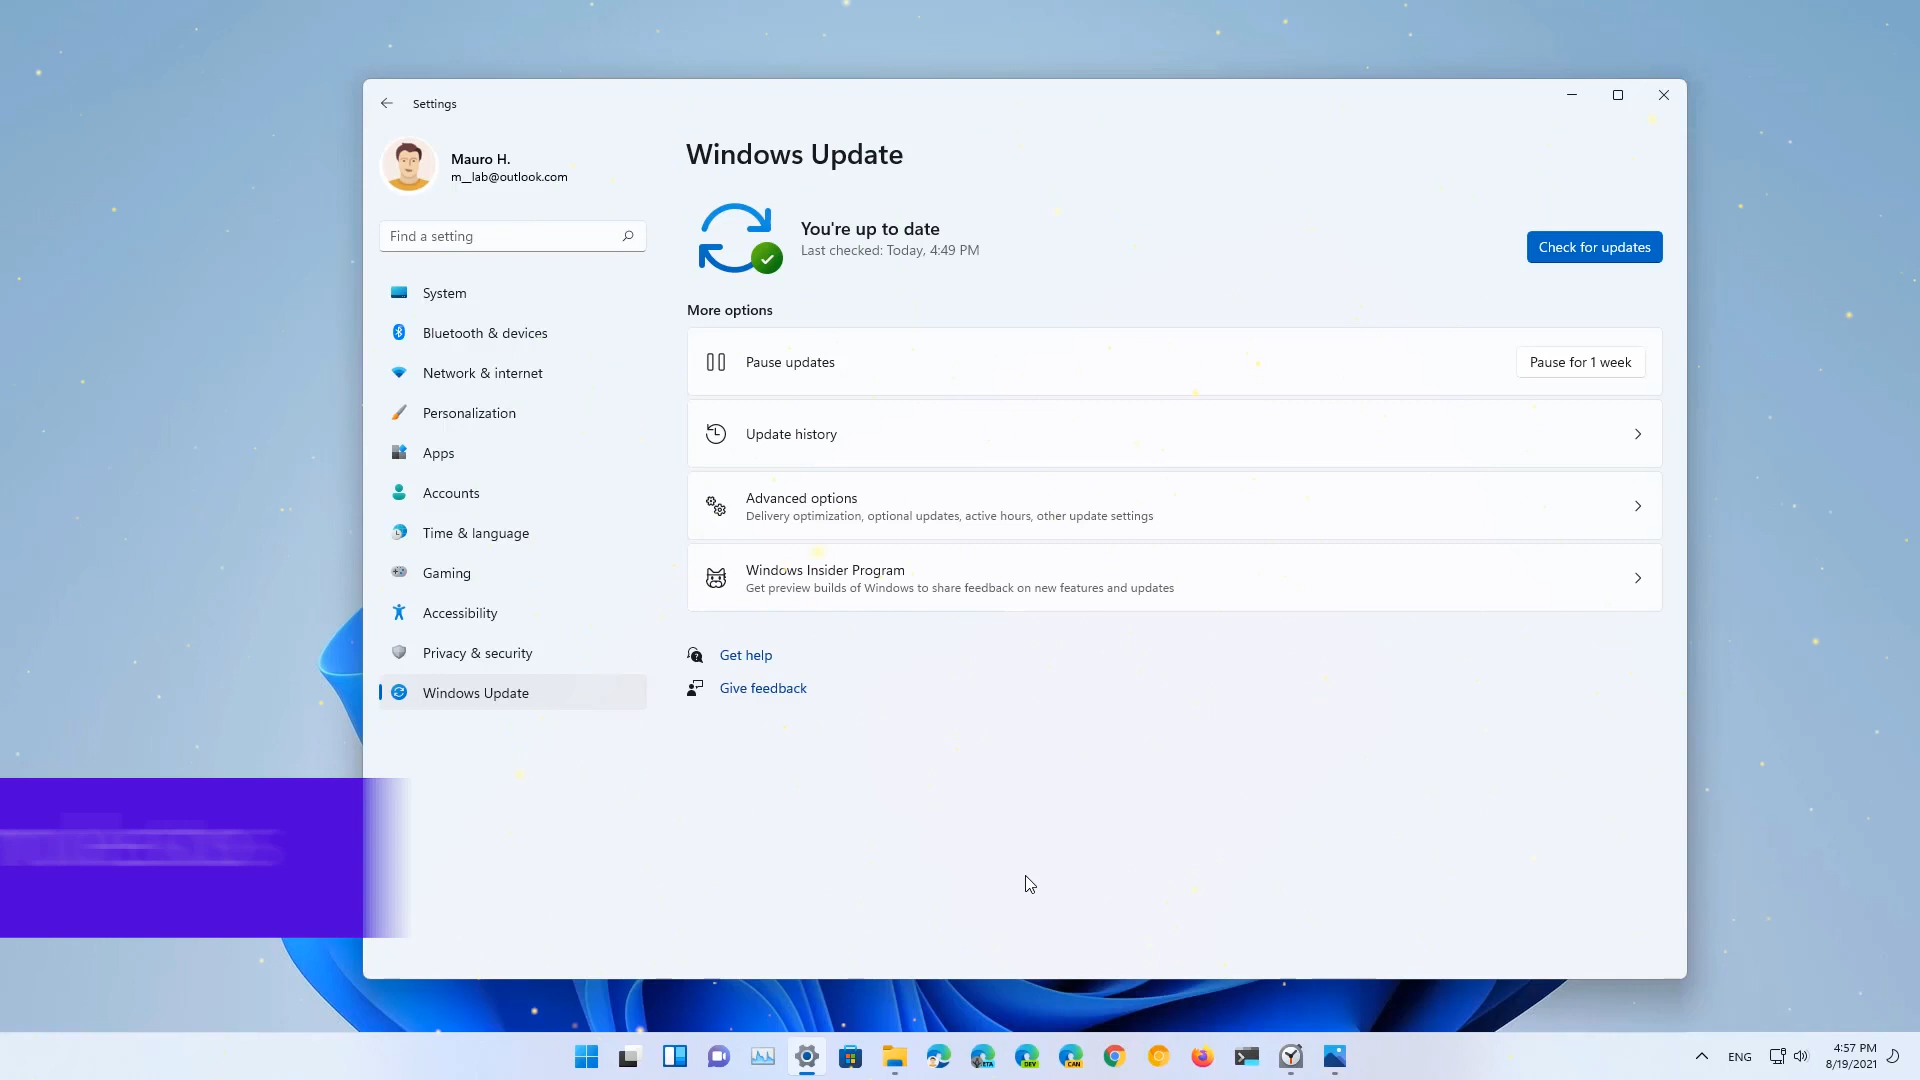 Settings
Mauro H.
m__lab@outlook.com
Find a setting
System
Bluetooth & devices
Network & internet
Personalization
Apps
Accounts
Time & language
Gaming
Accessibility
Privacy & security
Windows Update
Windows Update
You're up to date
Last checked: Today, 4:49 PM
Check for updates
More options
Pause updates
Pause for 1 week
Update history
Advanced options
Delivery optimization, optional updates, active hours, other update settings
Windows Insider Program
Get preview builds of Windows to share feedback on new features and updates
Get help
Give feedback
BETA
DEV
CAN
ENG
4:57 PM
8/19/2021